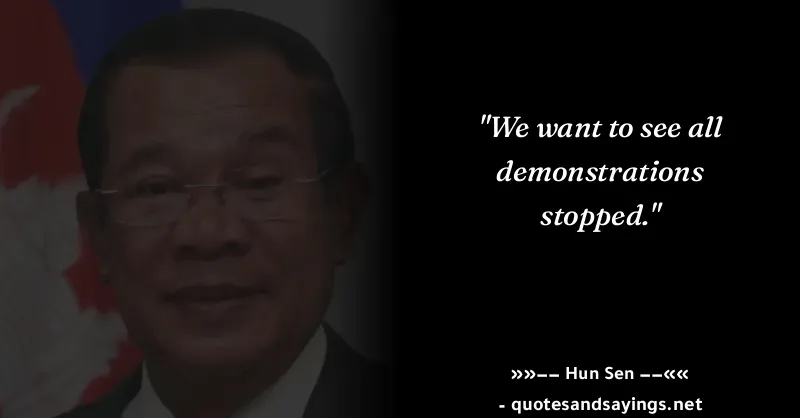 "We want to see all
demonstrations
stopped."
»»−− Hun Sen −−««
- quotesandsayings.net